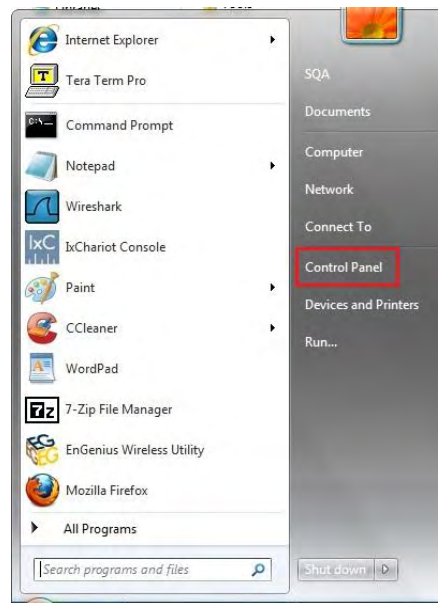 Internet Explorer
Tera Term Pro
Command Prompt
Notepad
Wireshark
IxC IxChariot Console
Paint
CCleaner
WordPad
7z 7-Zip File Manager
EnGenius Wireless Utility
Mozilla Firefox
All Programs
Search programs and files
SQA
Documents
Computer
Network
Connect To
Control Panel
Devices and Printers
Run...
Shut down